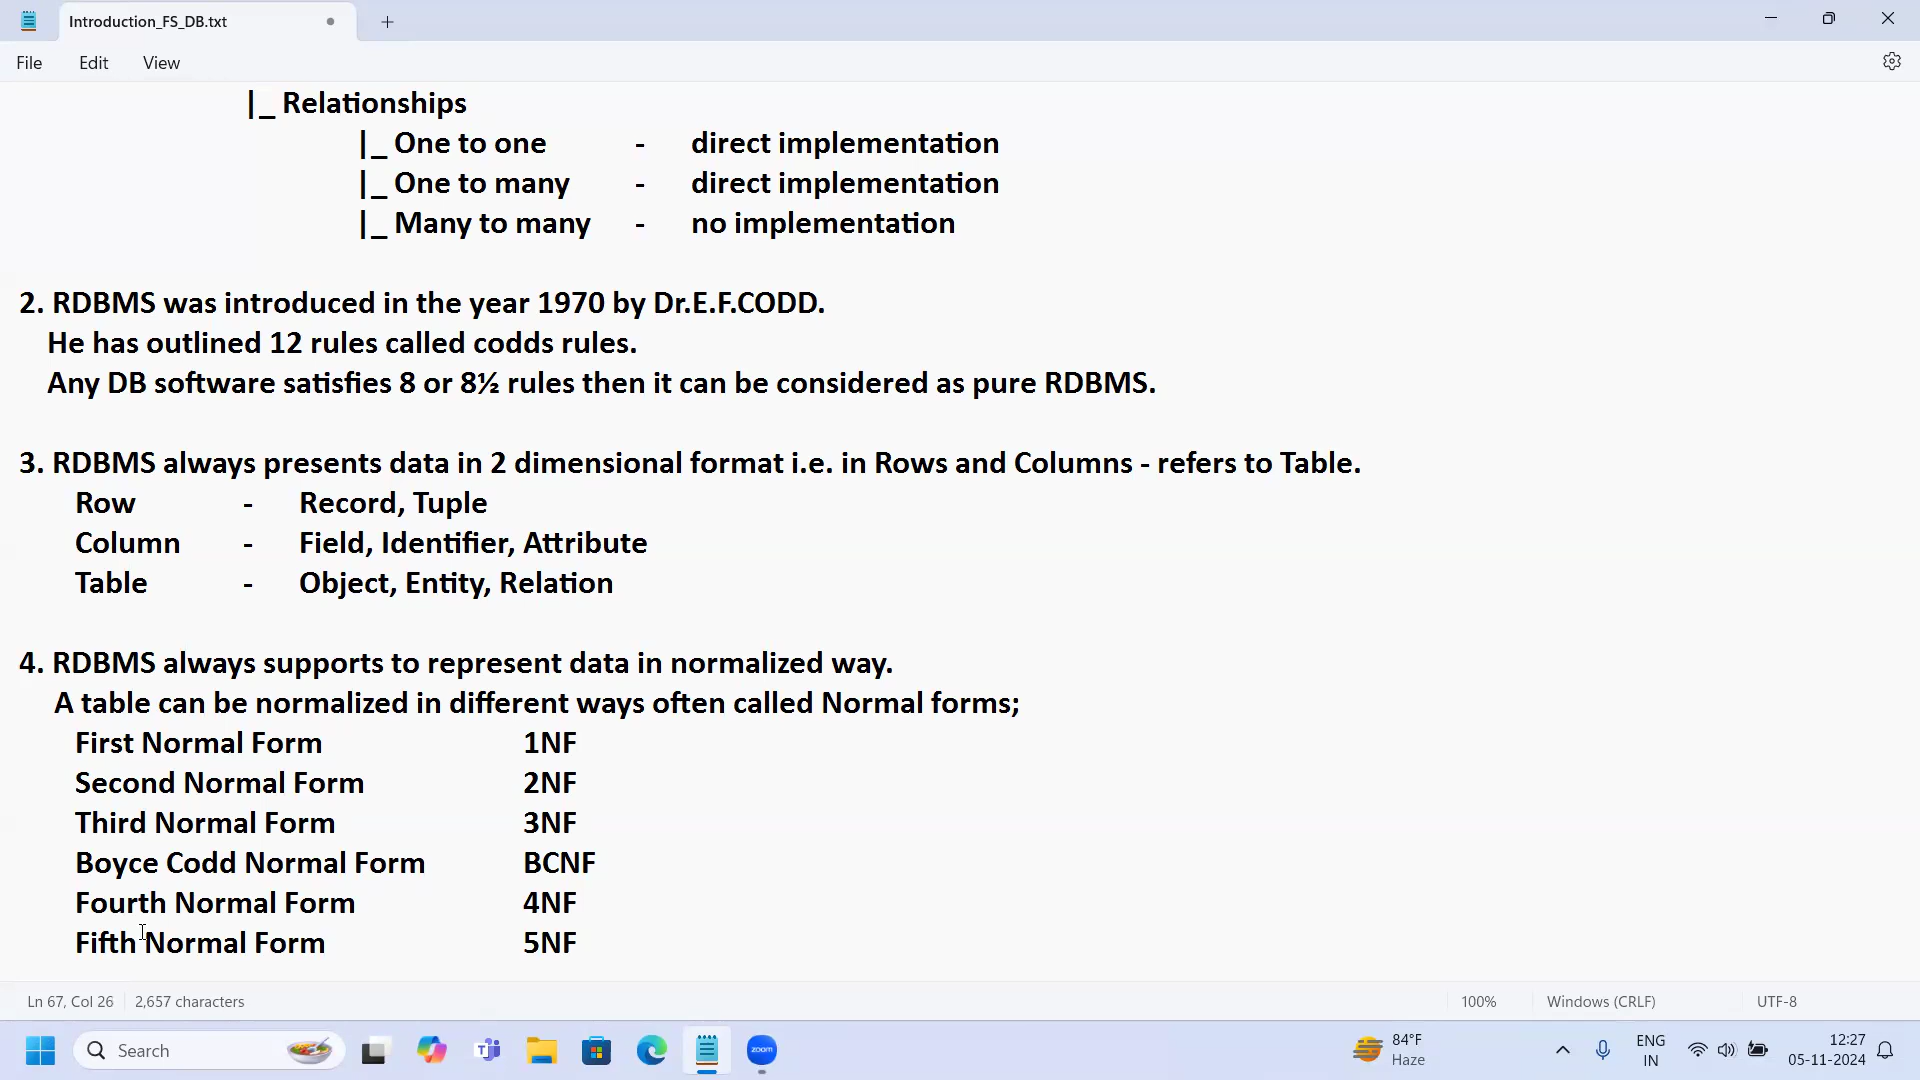 Introduction_FS_DB.txt
File Edit View
|_ Relationships
|_ One to one - direct implementation
|_ One to many - direct implementation
|_ Many to many - no implementation
2. RDBMS was introduced in the year 1970 by Dr.E.F.CODD.
He has outlined 12 rules called codds rules.
Any DB software satisfies 8 or 8½ rules then it can be considered as pure RDBMS.
3. RDBMS always presents data in 2 dimensional format i.e. in Rows and Columns - refers to Table.
Row - Record, Tuple
Column - Field, Identifier, Attribute
Table - Object, Entity, Relation
4. RDBMS always supports to represent data in normalized way.
A table can be normalized in different ways often called Normal forms;
First Normal Form 1NF
Second Normal Form 2NF
Third Normal Form 3NF
Boyce Codd Normal Form BCNF
Fourth Normal Form 4NF
Fifth Normal Form 5NF
Ln 67, Col 26 2,657 characters 100% Windows (CRLF) UTF-8
Search zoom 84°F ENG 12:27
Haze IN 05-11-2024